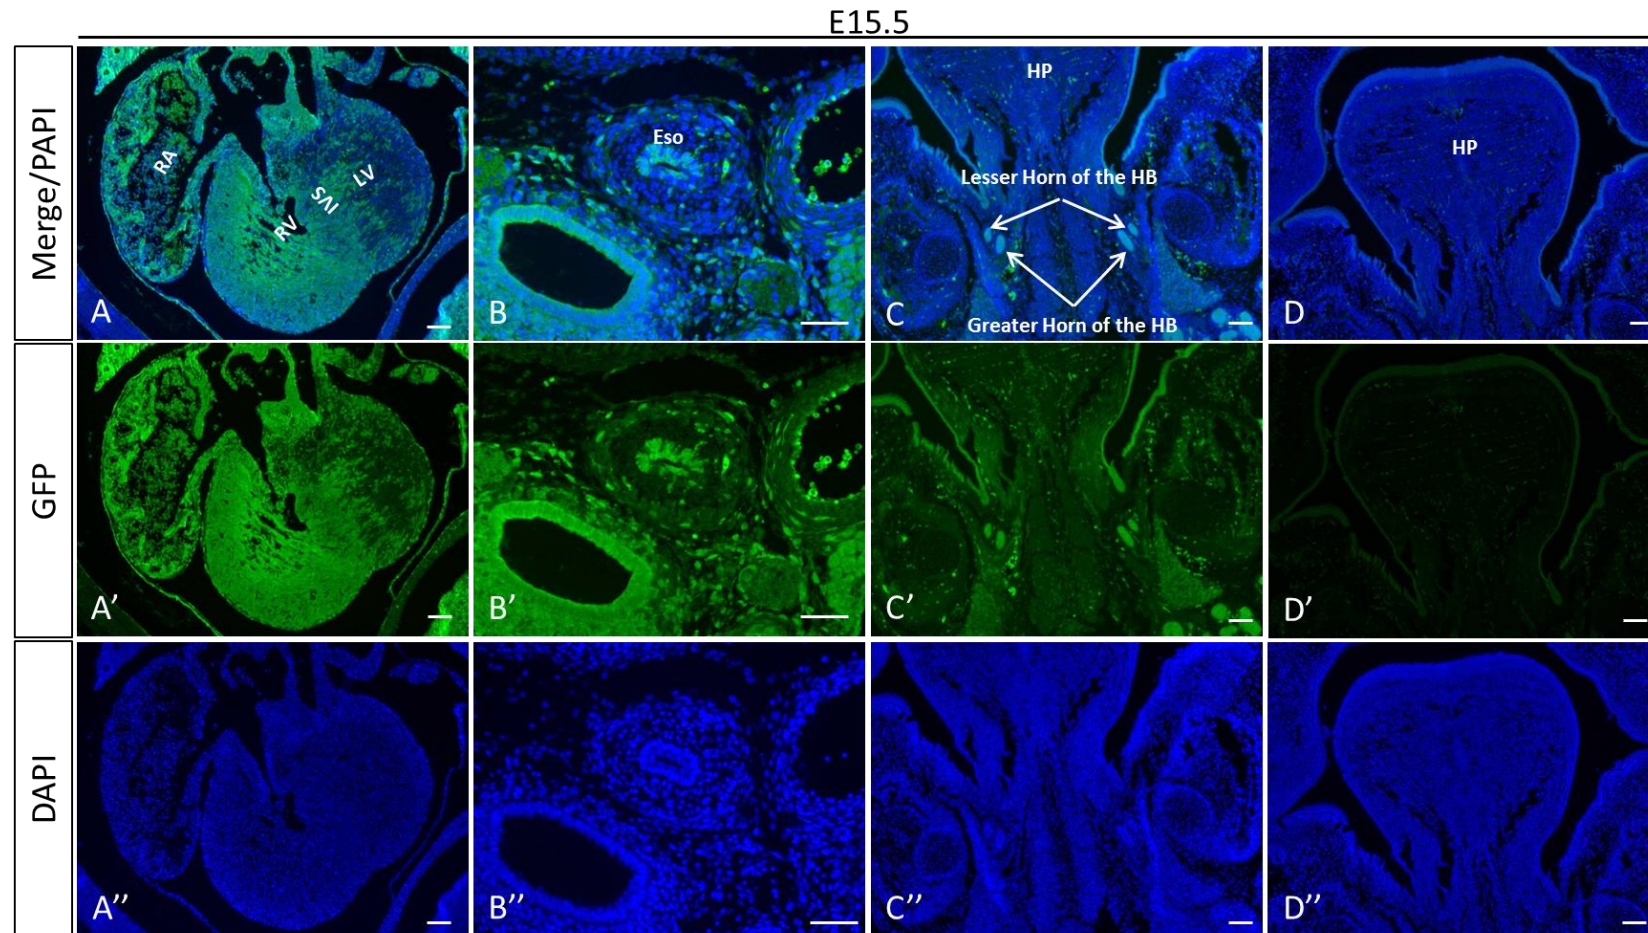 E15.5
Merge/PAPI
RA
LV
IVS
RV
A
Eso
B
HP
Lesser Horn of the HB
Greater Horn of the HB
C
HP
D
GFP
A’
B’
C’
D’
DAPI
A’’
B’’
C’’
D’’